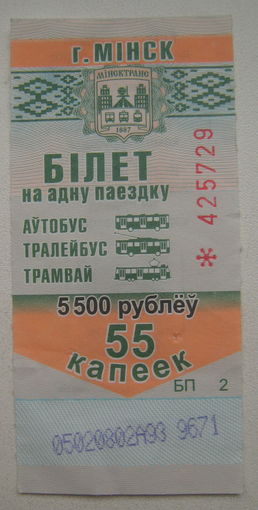 г. МІНСК
МІНСКТРАНС
1887
БІЛЕТ
на адну паездку
АЎТОБУС
ТРАЛЕЙБУС
ТРАМВАЙ
* 425729
5 500 рублёў
55
капеек
БП 2
05020802А93 9671